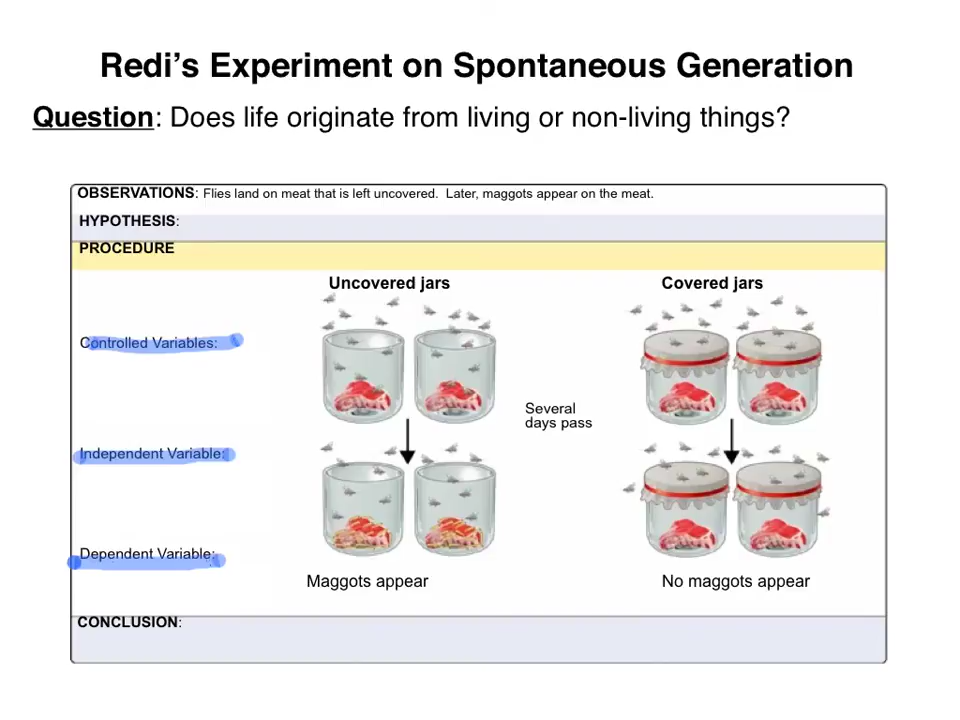 Redi’s Experiment on Spontaneous Generation
Question: Does life originate from living or non-living things?
OBSERVATIONS: Flies land on meat that is left uncovered. Later, maggots appear on the meat.
HYPOTHESIS:
PROCEDURE
Uncovered jars
Covered jars
Controlled Variables:
Several
days pass
Independent Variable:
Dependent Variable:
Maggots appear
No maggots appear
CONCLUSION: